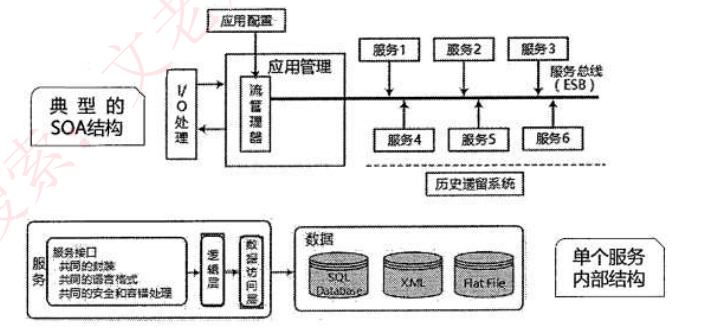 应用配置
服务1
服务2
服务3
应用管理
服务总线
(ESB)
典型的
SOA结构
I/O处理
流管理器
服务4
服务5
服务6
历史遗留系统
服务
服务接口
共同的封装
共同的语言格式
共同的安全和容错处理
逻辑层
数据访问层
数据
SQL
Database
XML
Flat File
单个服务
内部结构